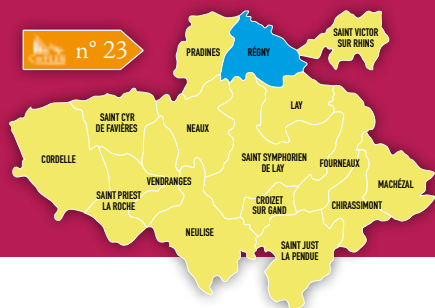 n° 23
SAINT VICTOR
SUR RHINS
PRADINES
RÉGNY
LAY
SAINT CYR
DE FAVIÈRES
NEAUX
CORDELLE
SAINT SYMPHORIEN
DE LAY
FOURNEAUX
MACHÉZAL
VENDRANGES
SAINT PRIEST
LA ROCHE
CROIZET
SUR GAND
CHIRASSIMONT
NEULISE
SAINT JUST
LA PENDUE